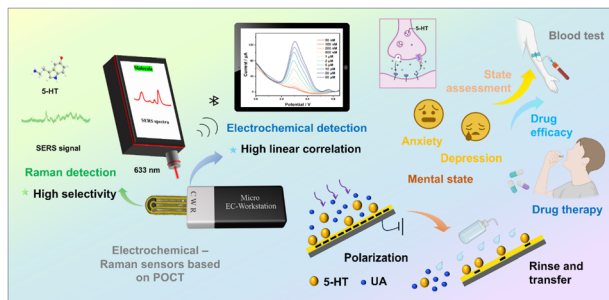 5-HT
SERS signal
Raman detection
High selectivity
Molecule
SERS spectra
633 nm
Current / μA
Potential / V
Electrochemical detection
High linear correlation
C W R
Micro
EC-Workstation
Electrochemical –
Raman sensors based
on POCT
5-HT
Blood test
State
assessment
Anxiety
Depression
Mental state
Drug
efficacy
Drug therapy
Polarization
5-HT
UA
Rinse and
transfer